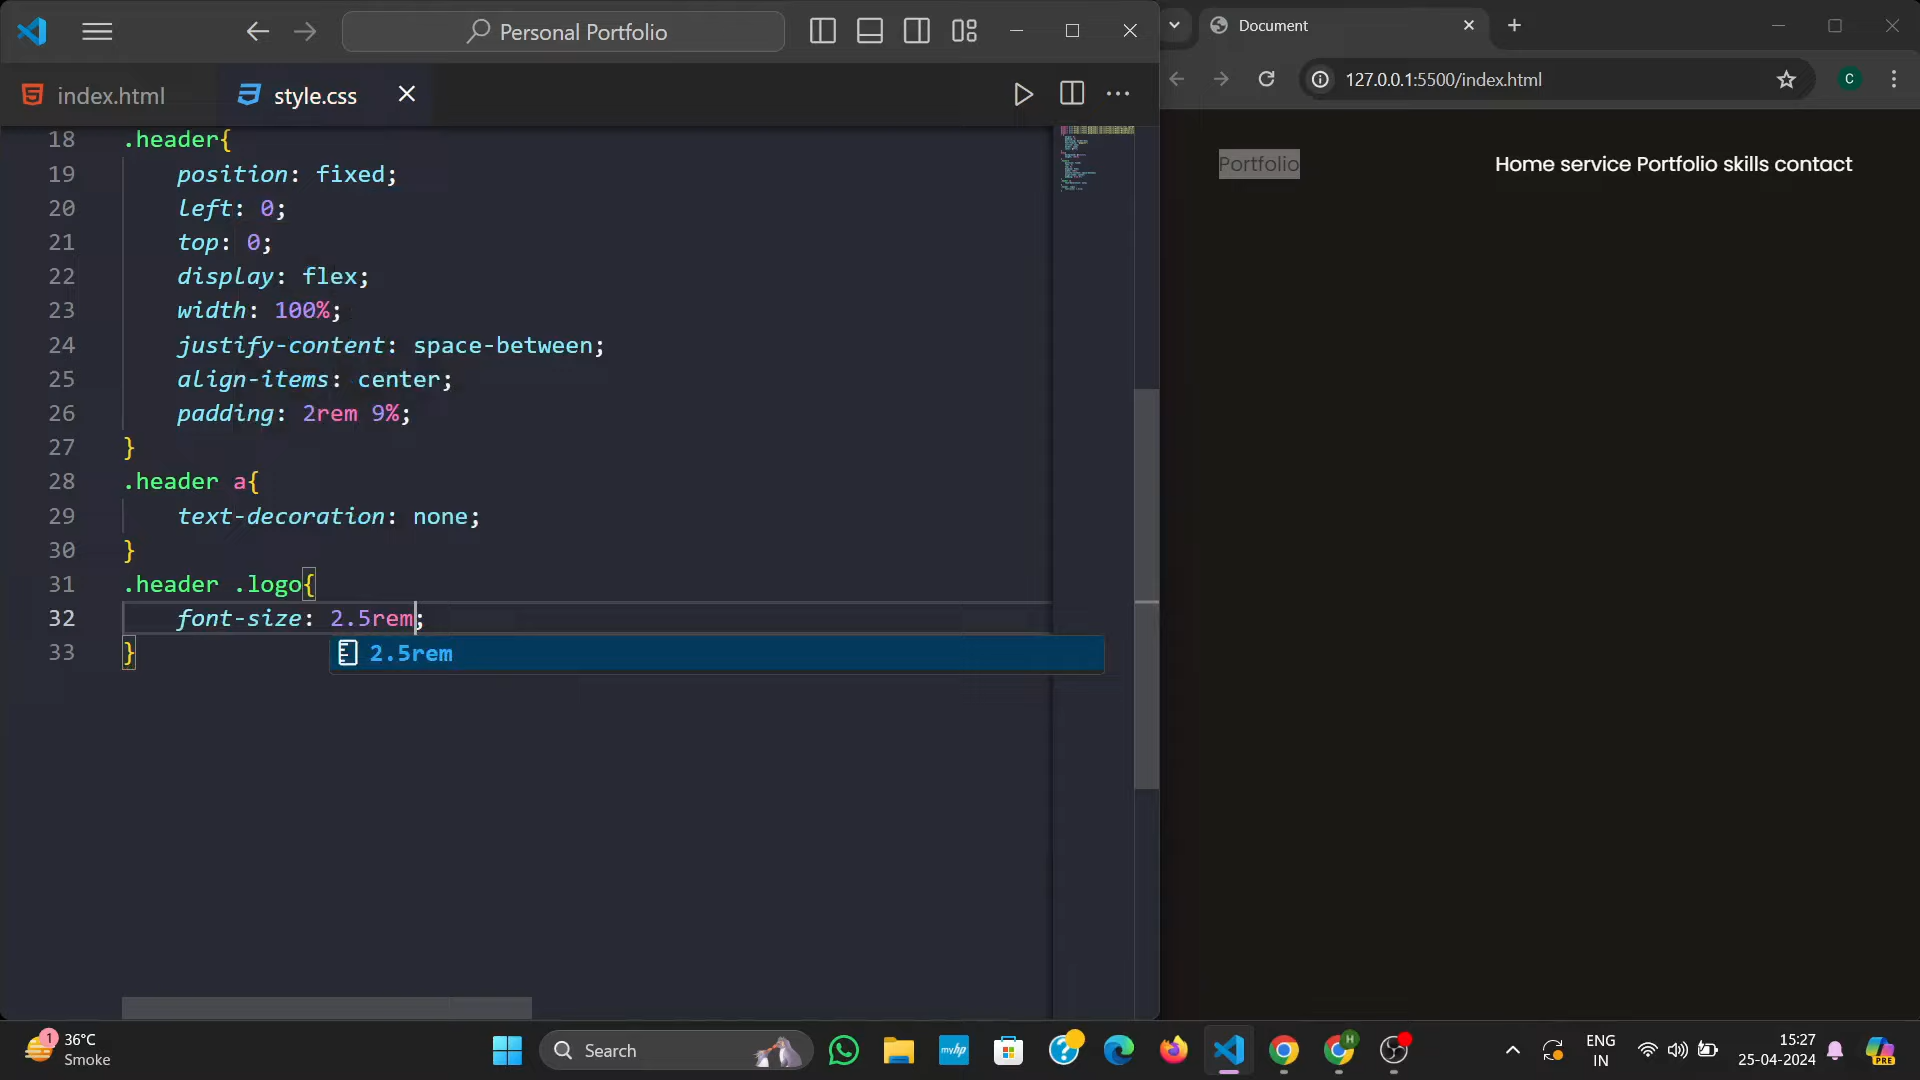 Personal Portfolio
index.html
style.css
18 .header{
19 position: fixed;
20 left: 0;
21 top: 0;
22 display: flex;
23 width: 100%;
24 justify-content: space-between;
25 align-items: center;
26 padding: 2rem 9%;
27 }
28 .header a{
29 text-decoration: none;
30 }
31 .header .logo{
32 font-size: 2.5rem;
33 }
2.5rem
Document
127.0.0.1:5500/index.html
C
Portfolio
Home service Portfolio skills contact
1
36°C
Smoke
Search
myhp
H
ENG
IN
15:27
25-04-2024
PRE